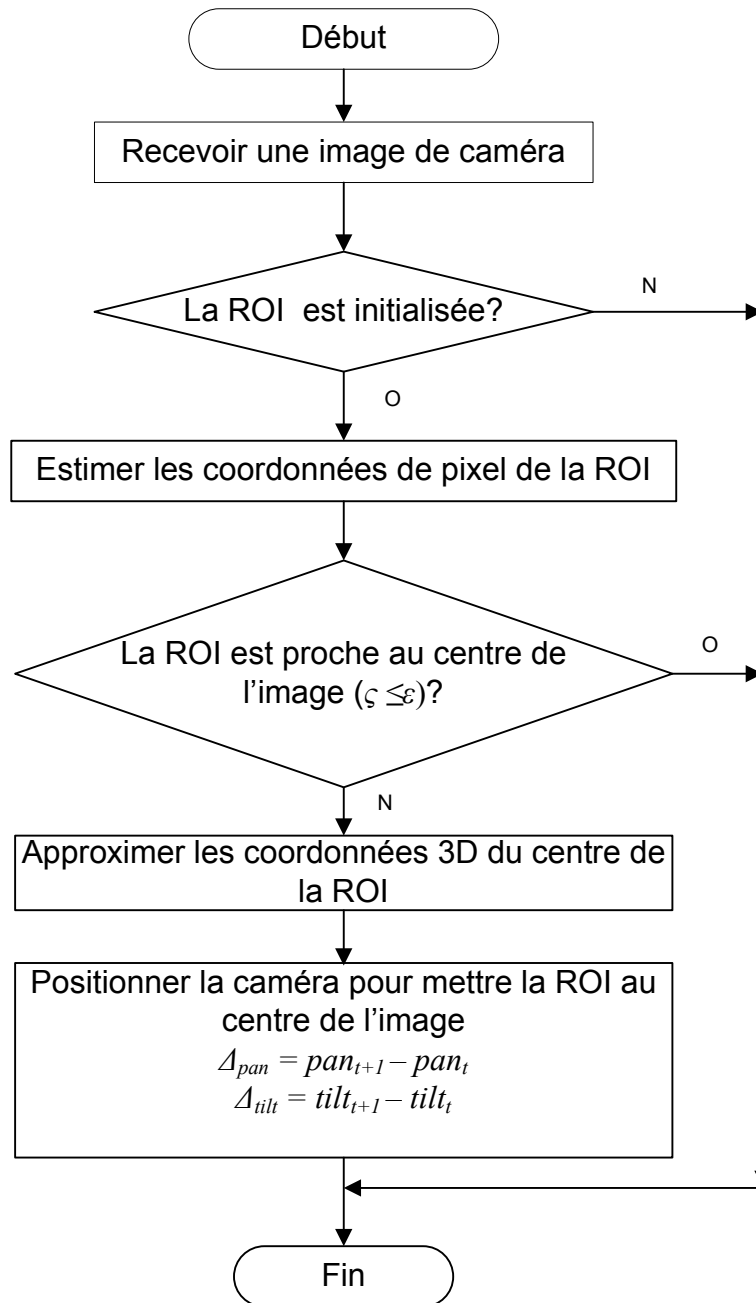 Début
Recevoir une image de caméra
La ROI est initialisée?
N
O
Estimer les coordonnées de pixel de la ROI
La ROI est proche au centre de
l’image (ς ≤ε)?
O
N
Approximer les coordonnées 3D du centre de
la ROI
Positionner la caméra pour mettre la ROI au
centre de l’image
Δpan = pant+1 – pant
Δtilt = tiltt+1 – tiltt
Fin